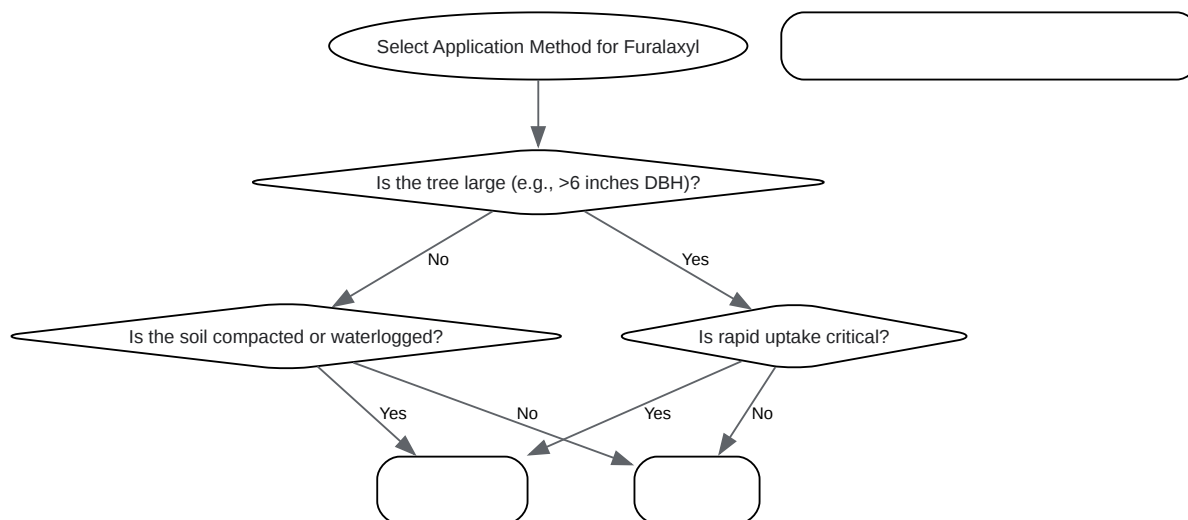 Select Application Method for Furalaxyl
Is the tree large (e.g., >6 inches DBH)?
No
Yes
Is the soil compacted or waterlogged?
Is rapid uptake critical?
Yes
No
Yes
No